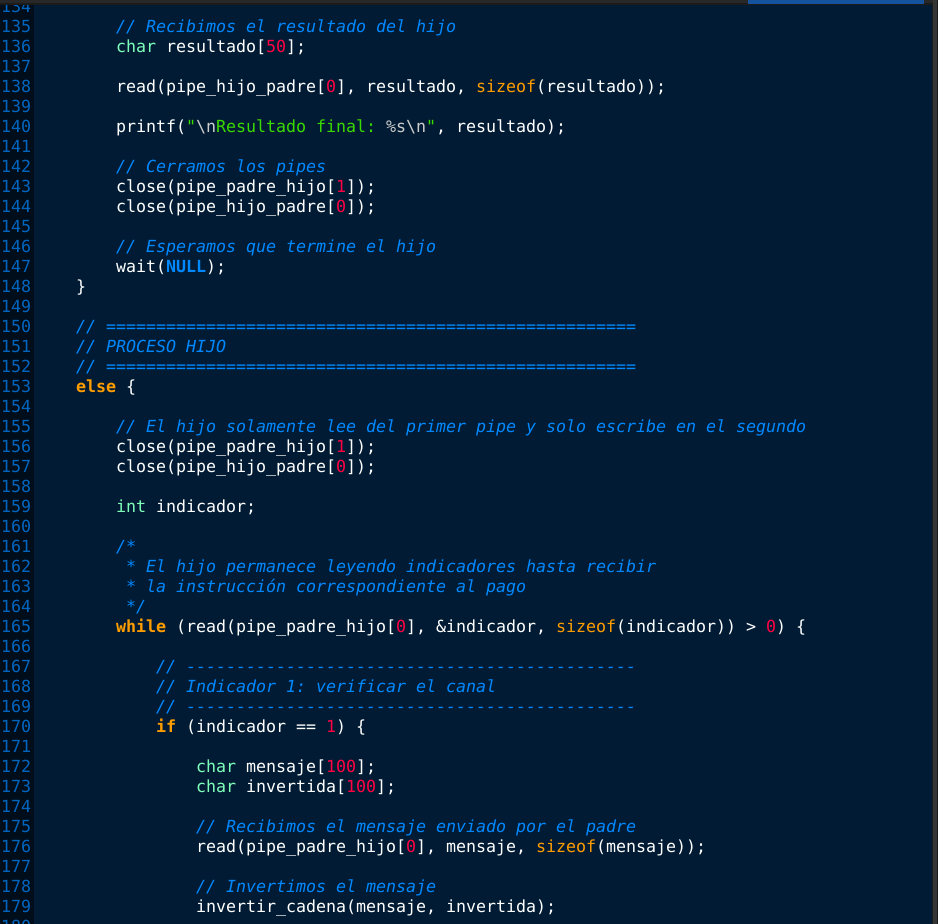 134
135 // Recibimos el resultado del hijo
136 char resultado[50];
137
138 read(pipe_hijo_padre[0], resultado, sizeof(resultado));
139
140 printf("\nResultado final: %s\n", resultado);
141
142 // Cerramos los pipes
143 close(pipe_padre_hijo[1]);
144 close(pipe_hijo_padre[0]);
145
146 // Esperamos que termine el hijo
147 wait(NULL);
148 }
149
150 // =====================================================
151 // PROCESO HIJO
152 // =====================================================
153 else {
154
155 // El hijo solamente lee del primer pipe y solo escribe en el segundo
156 close(pipe_padre_hijo[1]);
157 close(pipe_hijo_padre[0]);
158
159 int indicador;
160
161 /*
162 * El hijo permanece leyendo indicadores hasta recibir
163 * la instrucción correspondiente al pago
164 */
165 while (read(pipe_padre_hijo[0], &indicador, sizeof(indicador)) > 0) {
166
167 // ---------------------------------------------
168 // Indicador 1: verificar el canal
169 // ---------------------------------------------
170 if (indicador == 1) {
171
172 char mensaje[100];
173 char invertida[100];
174
175 // Recibimos el mensaje enviado por el padre
176 read(pipe_padre_hijo[0], mensaje, sizeof(mensaje));
177
178 // Invertimos el mensaje
179 invertir_cadena(mensaje, invertida);
180